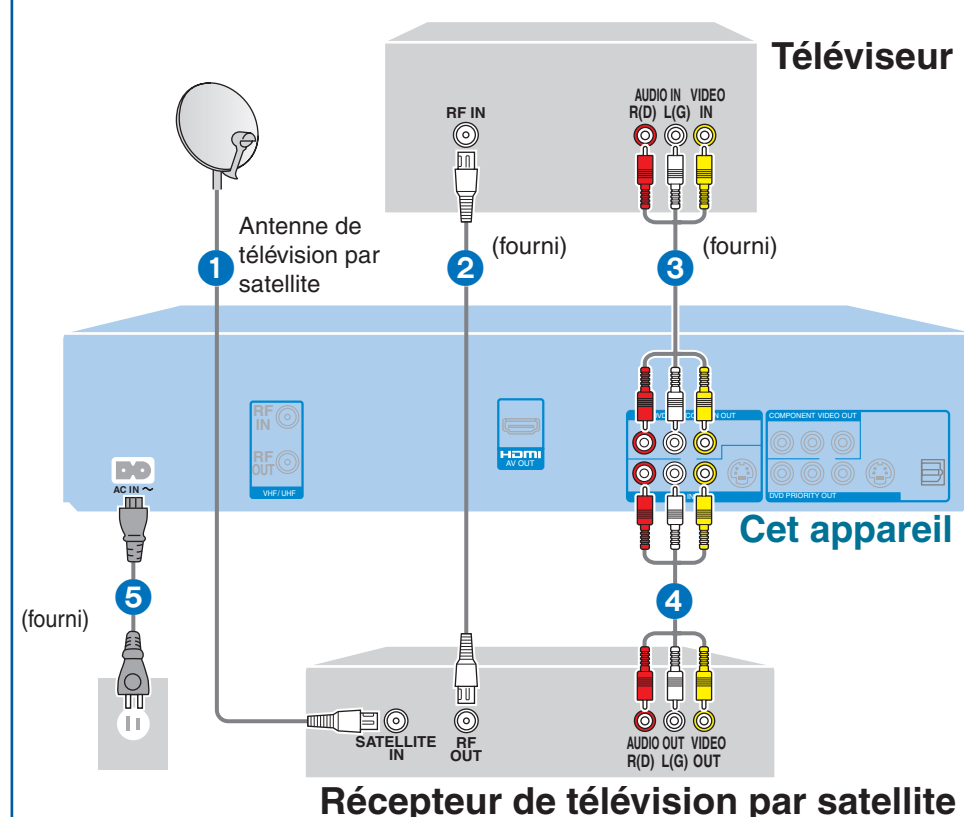 Téléviseur
RF IN
AUDIO IN VIDEO
R(D) L(G) IN
Antenne de
télévision par
satellite
1
2
(fourni)
3
(fourni)
RF
IN
RF
OUT
VHF/UHF
HDMI
AV OUT
COMPONENT VIDEO OUT
DVD PRIORITY OUT
AC IN ~
Cet appareil
5
(fourni)
4
SATELLITE
IN
RF
OUT
AUDIO OUT VIDEO
R(D) L(G) OUT
Récepteur de télévision par satellite